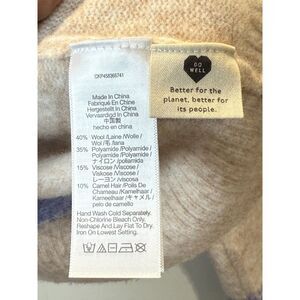 Made In China
Fabriqué En Chine
Hergestellt In China
Vervaardigd In China
中国製
hecho en china
40% Wool/Laine/Wolle/
Wol/毛/lana
35% Polyamide/Polyamide/
Polyamid/Polyamide/
ナイロン/poliamida
15% Viscose/Viscose/
Viskose/Viscose/
レーヨン/viscosa
10% Camel Hair/Poils De
Chameau/Kamelhaar/
Kameelhaar/キャメル/
pelo de camello
Hand Wash Cold Separately.
Non-Chlorine Bleach Only.
Reshape And Lay Flat To Dry.
Iron On Lowest Setting.
DO
WELL
Better for the
planet, better for
its people.